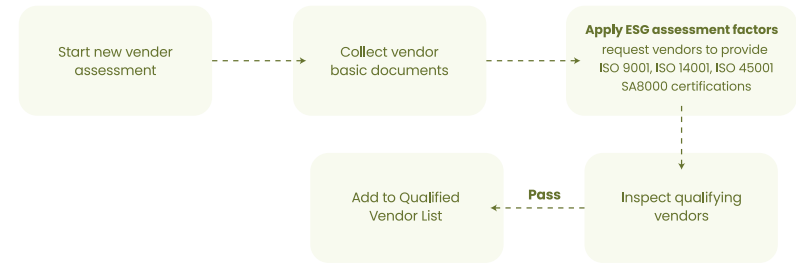 Start new vender
assessment
Collect vendor
basic documents
Apply ESG assessment factors
request vendors to provide
ISO 9001, ISO 14001, ISO 45001
SA8000 certifications
Inspect qualifying
vendors
Pass
Add to Qualified
Vendor List